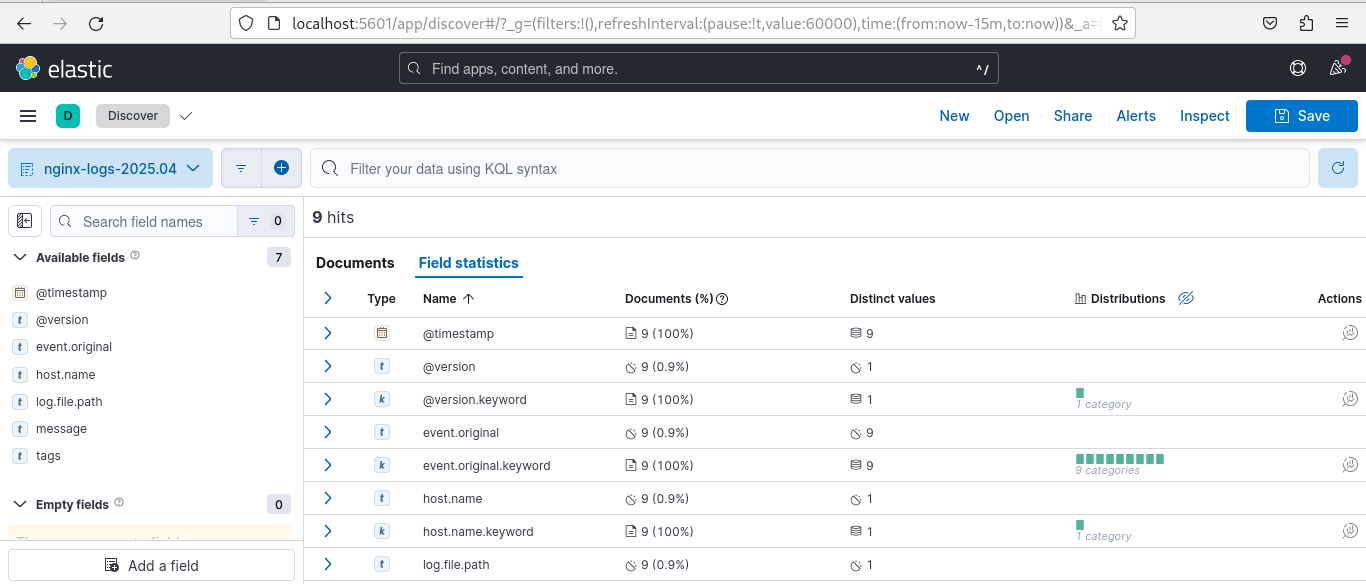 localhost:5601/app/discover#/?_g=(filters:!(),refreshInterval:(pause:!t,value:60000),time:(from:now-15m,to:now))&_a=(
elastic
Find apps, content, and more.
^/
D
Discover
New
Open
Share
Alerts
Inspect
Save
nginx-logs-2025.04
Filter your data using KQL syntax
Search field names
0
Available fields
7
@timestamp
t @version
t event.original
t host.name
t log.file.path
t message
t tags
Empty fields
0
Add a field
9 hits
Documents
Field statistics
Type Name Documents (%) Distinct values Distributions Actions
@timestamp 9 (100%) 9
t @version 9 (0.9%) 1
k @version.keyword 9 (100%) 1
1 category
t event.original 9 (0.9%) 9
k event.original.keyword 9 (100%) 9
9 categories
t host.name 9 (0.9%) 1
k host.name.keyword 9 (100%) 1
1 category
t log.file.path 9 (0.9%) 1